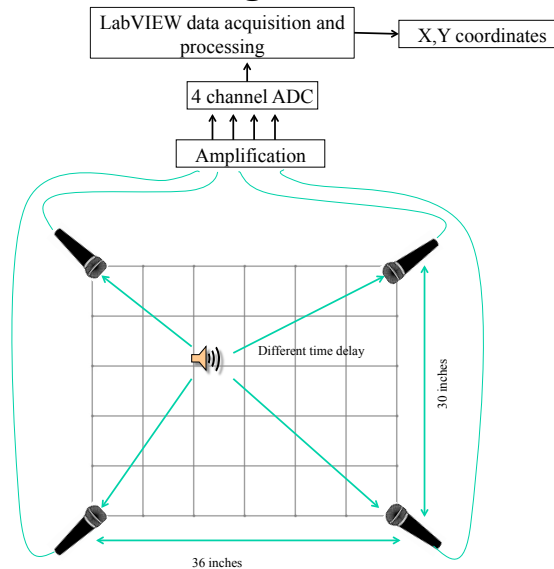 LabVIEW data acquisition and
processing
X,Y coordinates
4 channel ADC
Amplification
Different time delay
30 inches
36 inches